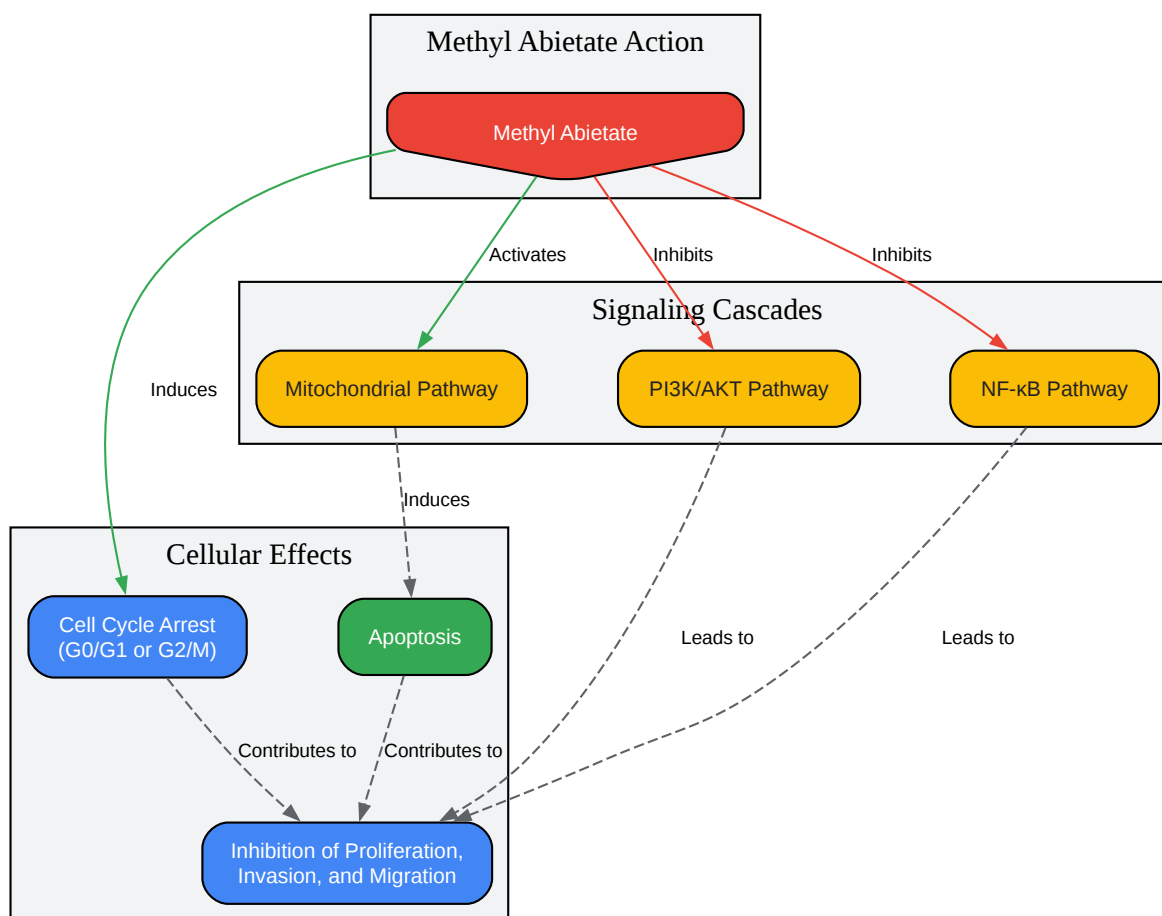 Methyl Abietate Action
Methyl Abietate
Activates
Inhibits
Inhibits
Signaling Cascades
Mitochondrial Pathway
PI3K/AKT Pathway
NF-κB Pathway
Induces
Induces
Cellular Effects
Cell Cycle Arrest
(G0/G1 or G2/M)
Apoptosis
Leads to
Leads to
Contributes to
Contributes to
Inhibition of Proliferation,
Invasion, and Migration